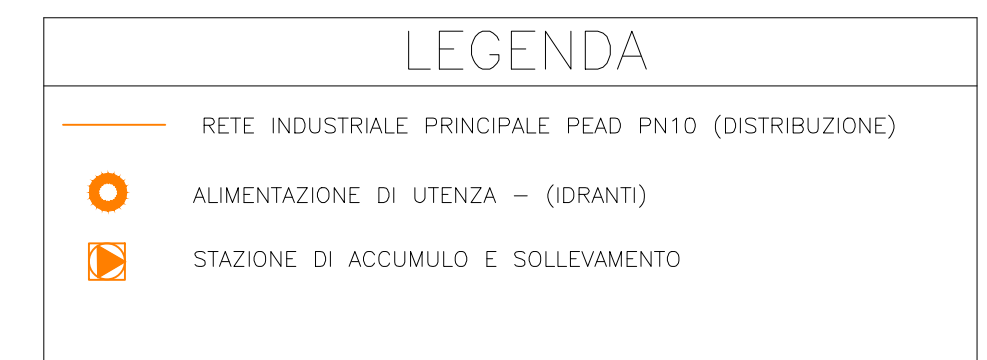 LEGENDA
RETE INDUSTRIALE PRINCIPALE PEAD PN10 (DISTRIBUZIONE)
ALIMENTAZIONE DI UTENZA – (IDRANTI)
STAZIONE DI ACCUMULO E SOLLEVAMENTO